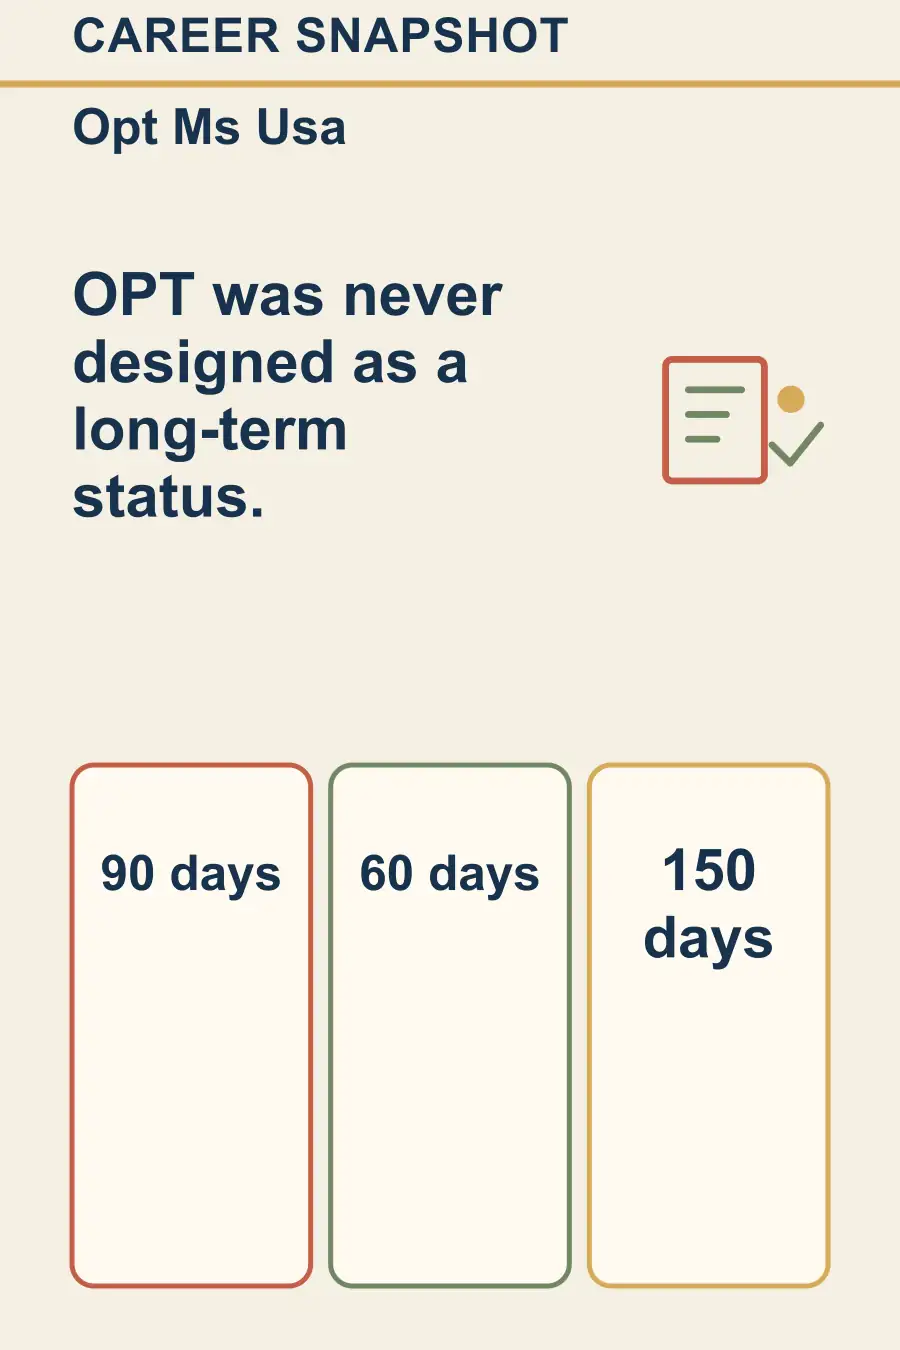 CAREER SNAPSHOT
Opt Ms Usa
OPT was never
designed as a
long-term
status.
90 days
60 days
150
days